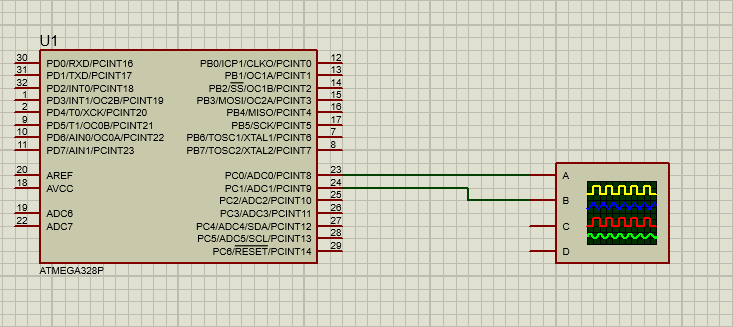 U1
30 PD0/RXD/PCINT16 PB0/ICP1/CLKO/PCINT0 12
31 PD1/TXD/PCINT17 PB1/OC1A/PCINT1 13
32 PD2/INT0/PCINT18 PB2/SS/OC1B/PCINT2 14
1 PD3/INT1/OC2B/PCINT19 PB3/MOSI/OC2A/PCINT3 15
2 PD4/T0/XCK/PCINT20 PB4/MISO/PCINT4 16
9 PD5/T1/OC0B/PCINT21 PB5/SCK/PCINT5 17
10 PD6/AIN0/OC0A/PCINT22 PB6/TOSC1/XTAL1/PCINT6 7
11 PD7/AIN1/PCINT23 PB7/TOSC2/XTAL2/PCINT7 8
20 AREF PC0/ADC0/PCINT8 23 A
18 AVCC PC1/ADC1/PCINT9 24
PC2/ADC2/PCINT10 25 B
19 ADC6 PC3/ADC3/PCINT11 26
22 ADC7 PC4/ADC4/SDA/PCINT12 27 C
PC5/ADC5/SCL/PCINT13 28
PC6/RESET/PCINT14 29 D
ATMEGA328P